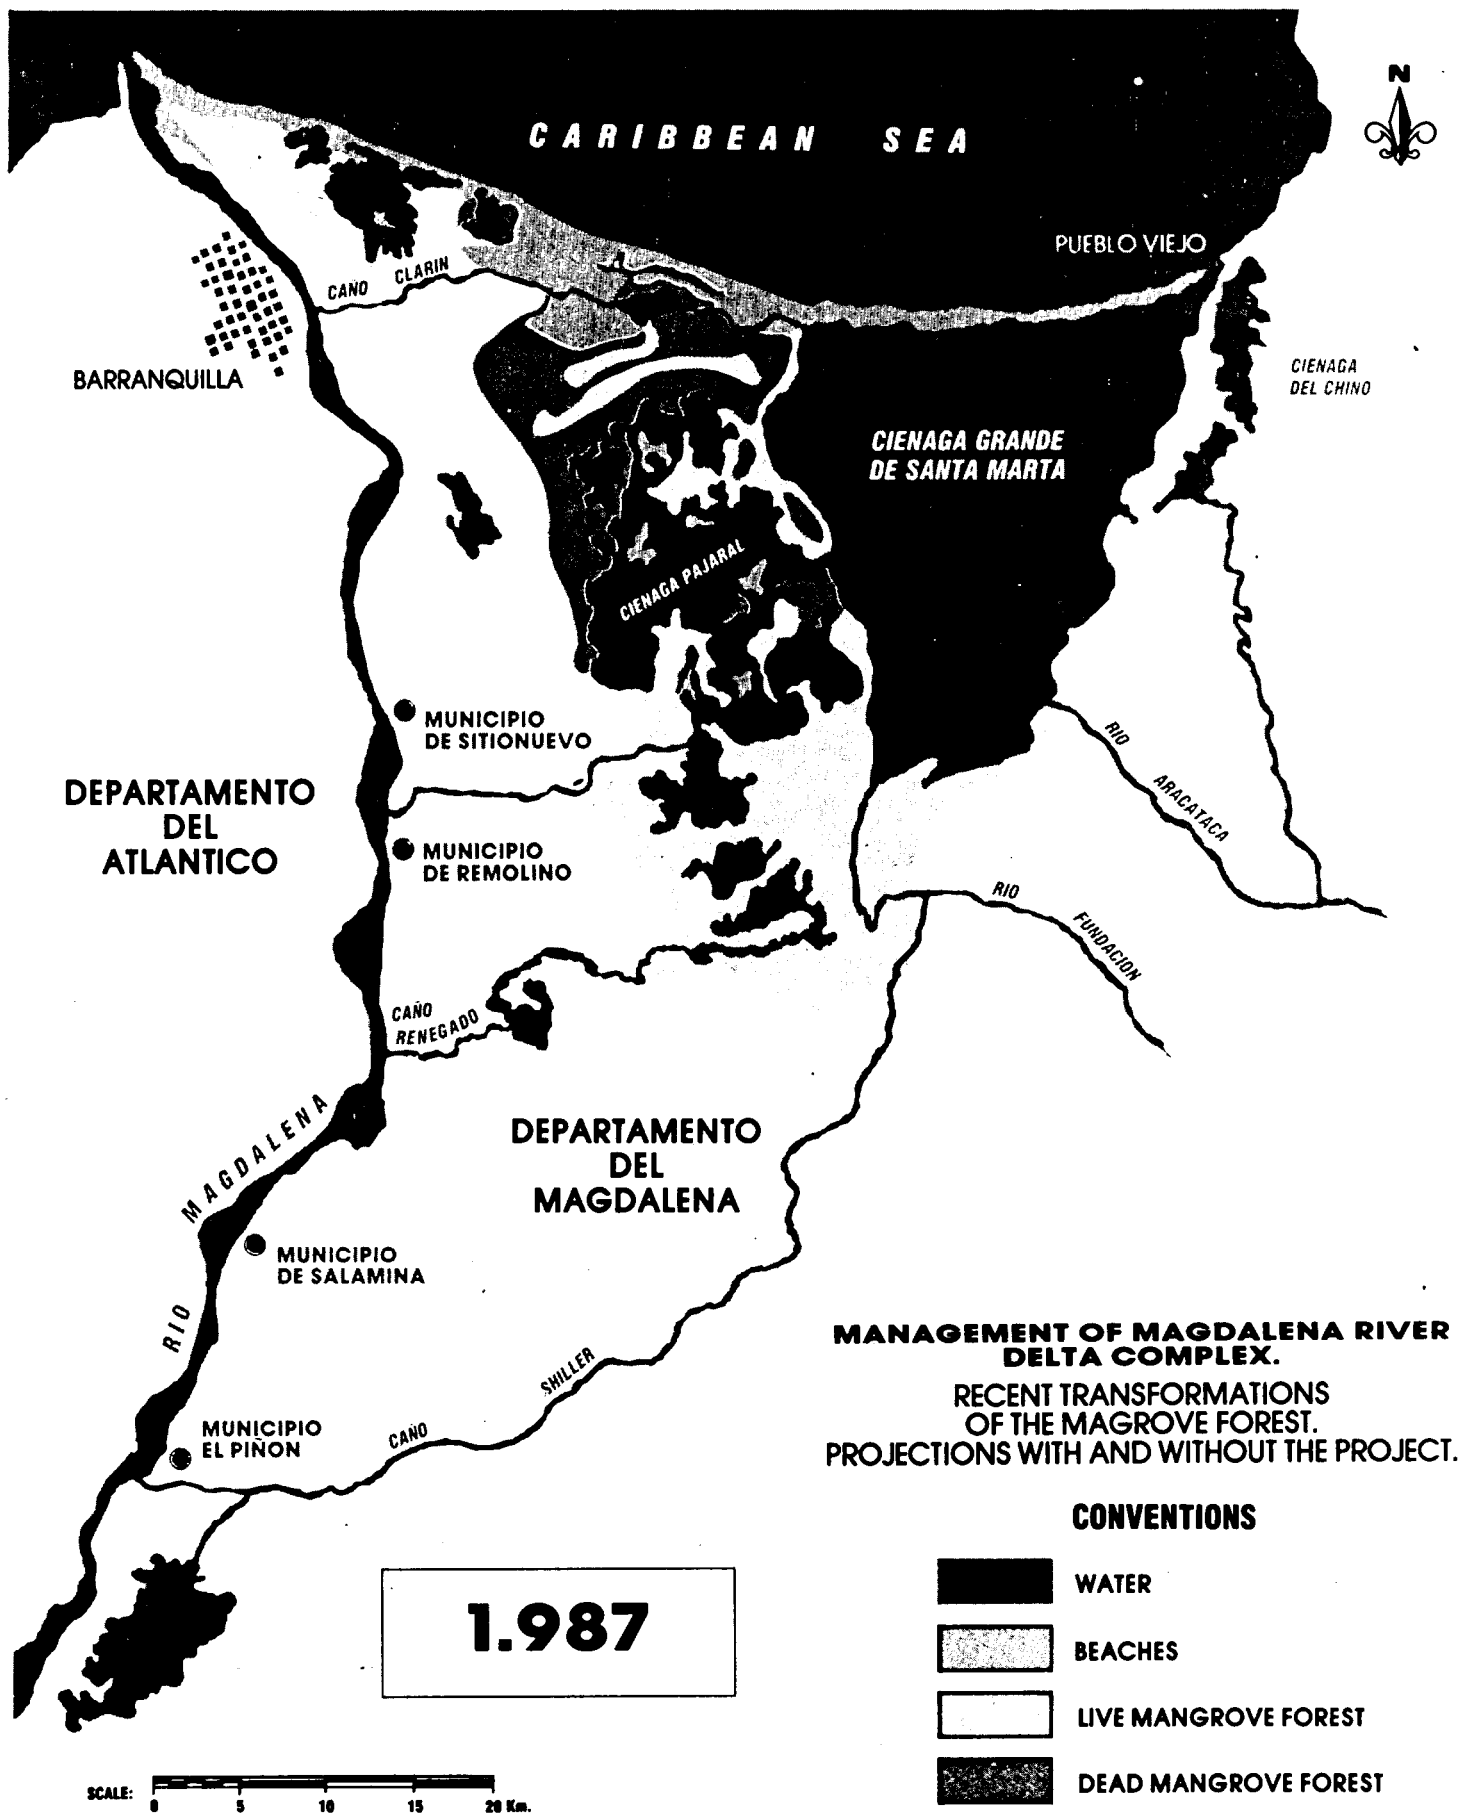 N
CARIBBEAN SEA
PUEBLO VIEJO
CAÑO CLARIN
BARRANQUILLA
CIENAGA
DEL CHINO
CIENAGA GRANDE
DE SANTA MARTA
CIENAGA PAJARAL
MUNICIPIO
DE SITIONUEVO
RIO ARACATACA
DEPARTAMENTO
DEL
ATLANTICO
MUNICIPIO
DE REMOLINO
RIO FUNDACION
CAÑO
RENEGADO
RIO MAGDALENA
DEPARTAMENTO
DEL
MAGDALENA
MUNICIPIO
DE SALAMINA
CAÑO SHILLER
MUNICIPIO
EL PIÑON
MANAGEMENT OF MAGDALENA RIVER
DELTA COMPLEX.
RECENT TRANSFORMATIONS
OF THE MAGROVE FOREST.
PROJECTIONS WITH AND WITHOUT THE PROJECT.
CONVENTIONS
WATER
BEACHES
LIVE MANGROVE FOREST
DEAD MANGROVE FOREST
1.987
SCALE:
0 5 10 15 20 Km.